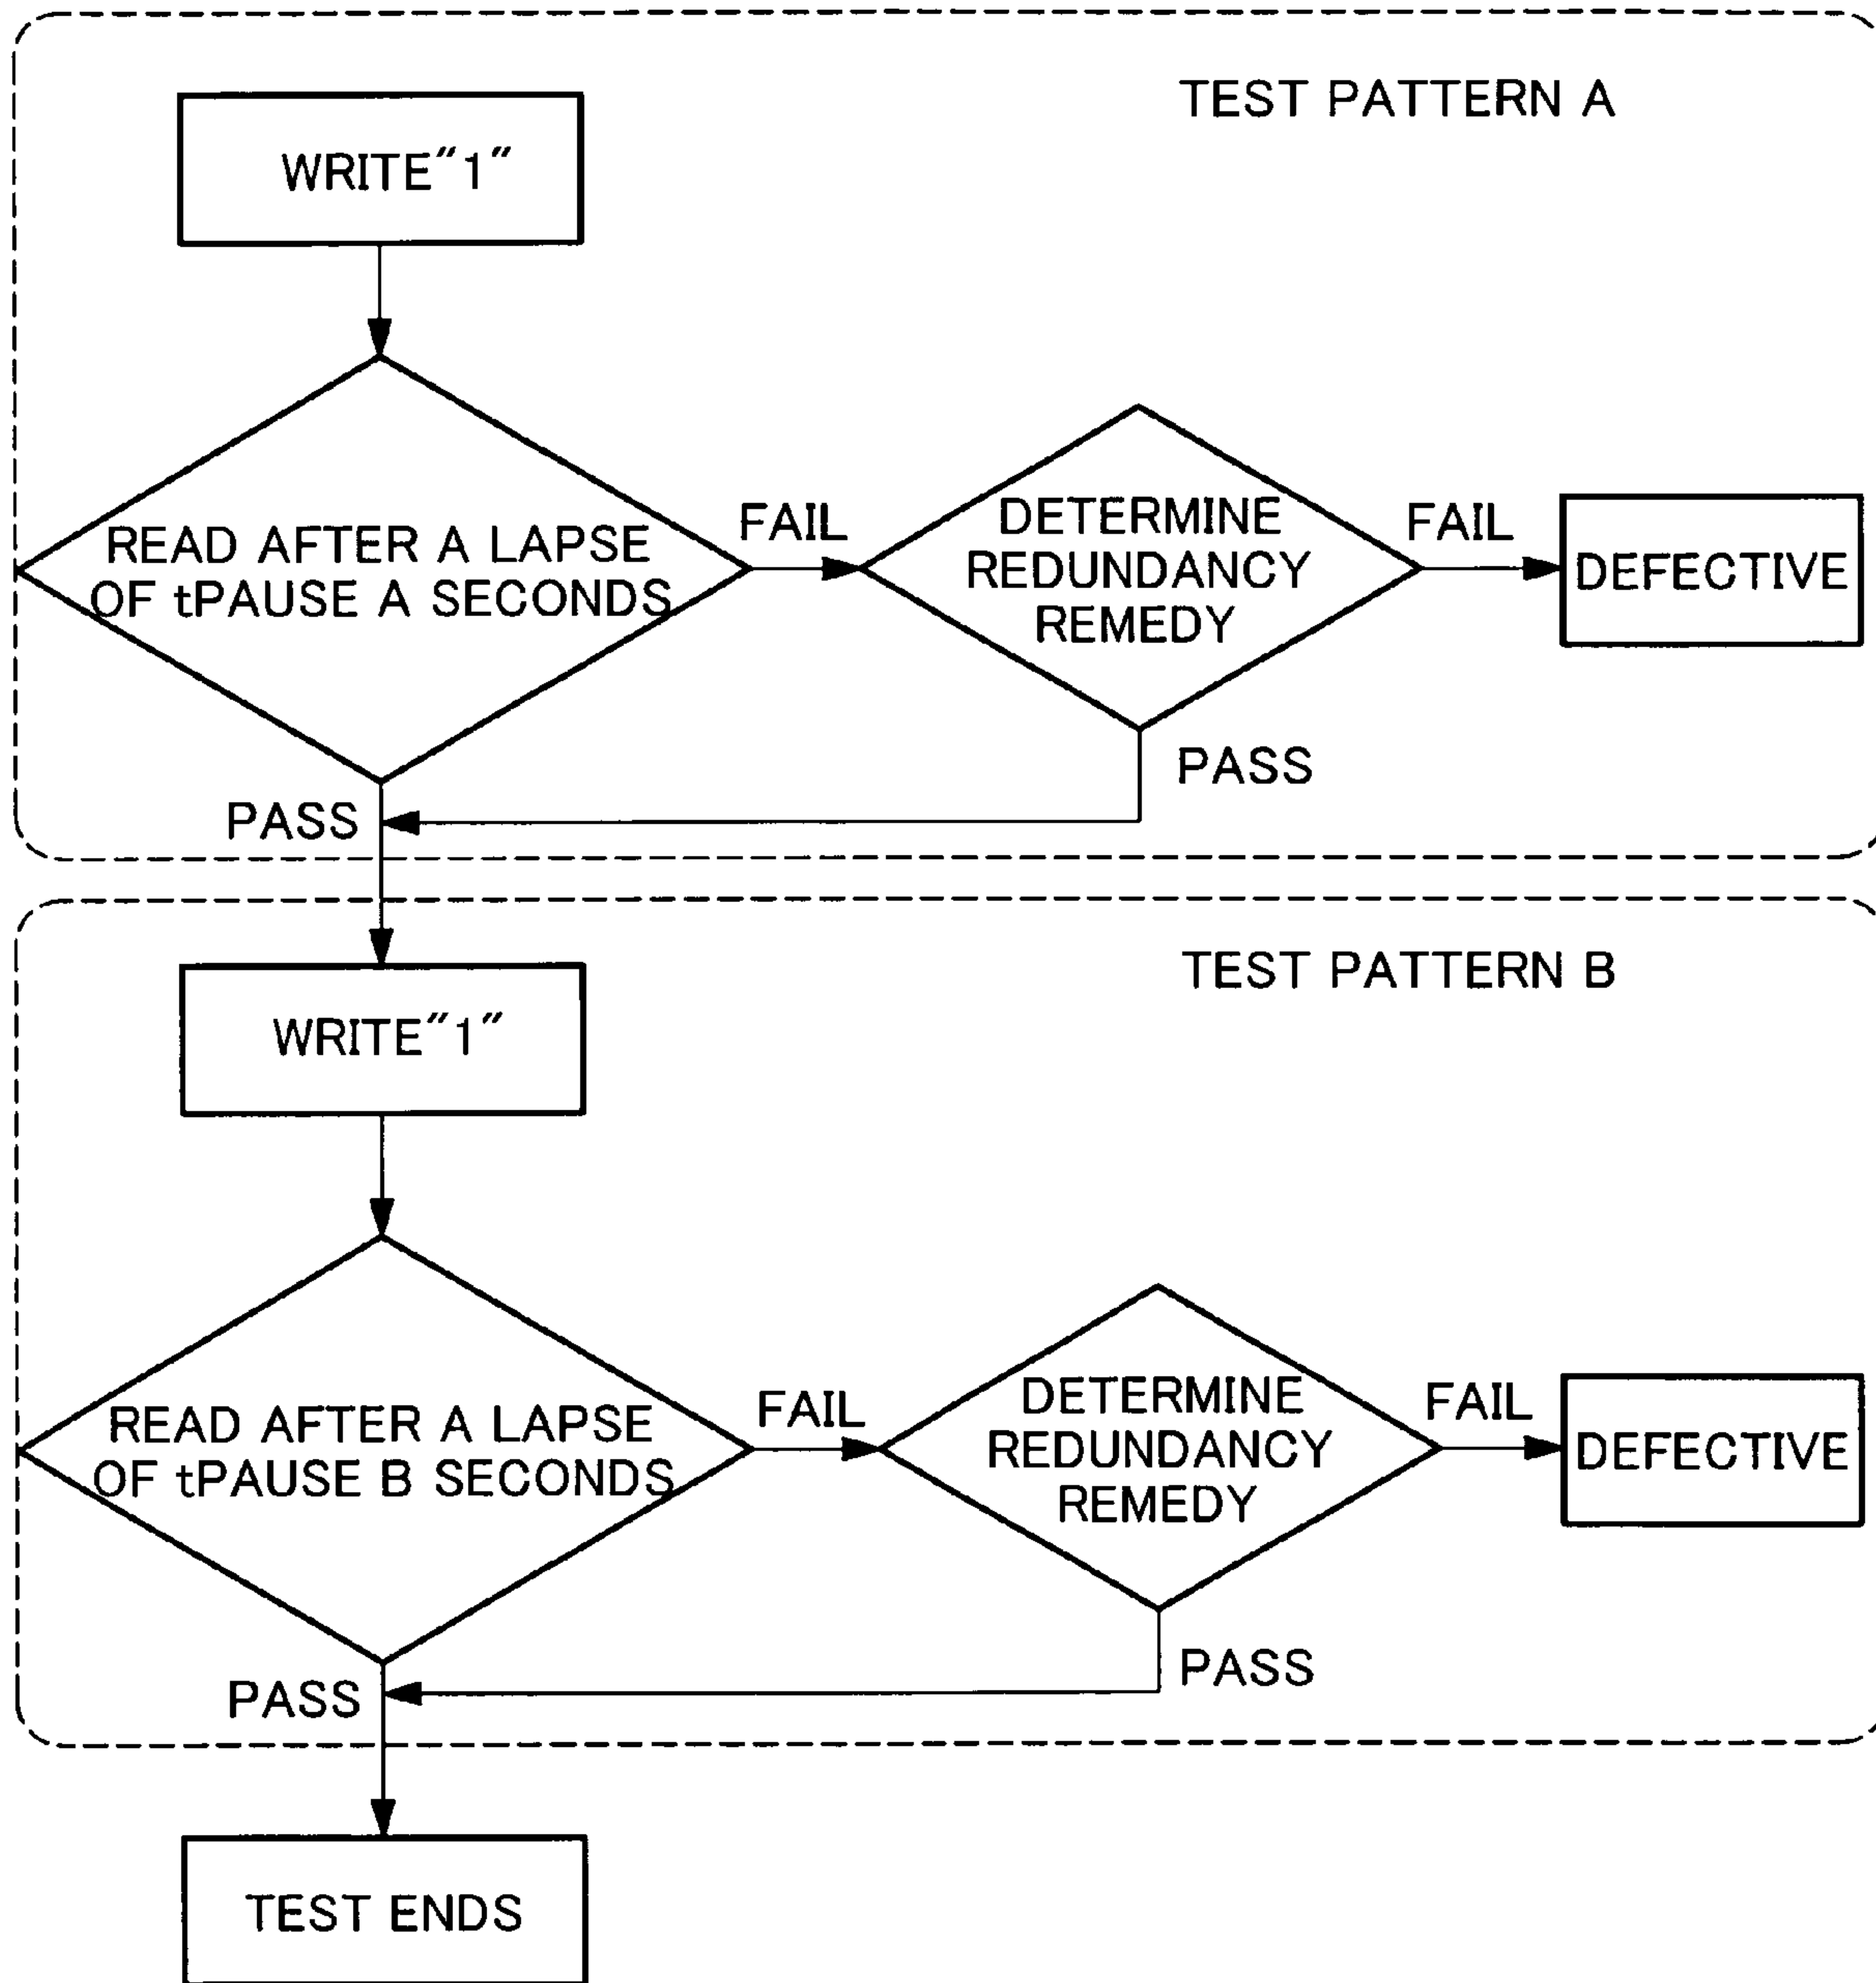 TEST PATTERN A
WRITE"1"
READ AFTER A LAPSE
OF tPAUSE A SECONDS
FAIL
DETERMINE
REDUNDANCY
REMEDY
FAIL
DEFECTIVE
PASS
PASS
TEST PATTERN B
WRITE"1"
READ AFTER A LAPSE
OF tPAUSE B SECONDS
FAIL
DETERMINE
REDUNDANCY
REMEDY
FAIL
DEFECTIVE
PASS
PASS
TEST ENDS